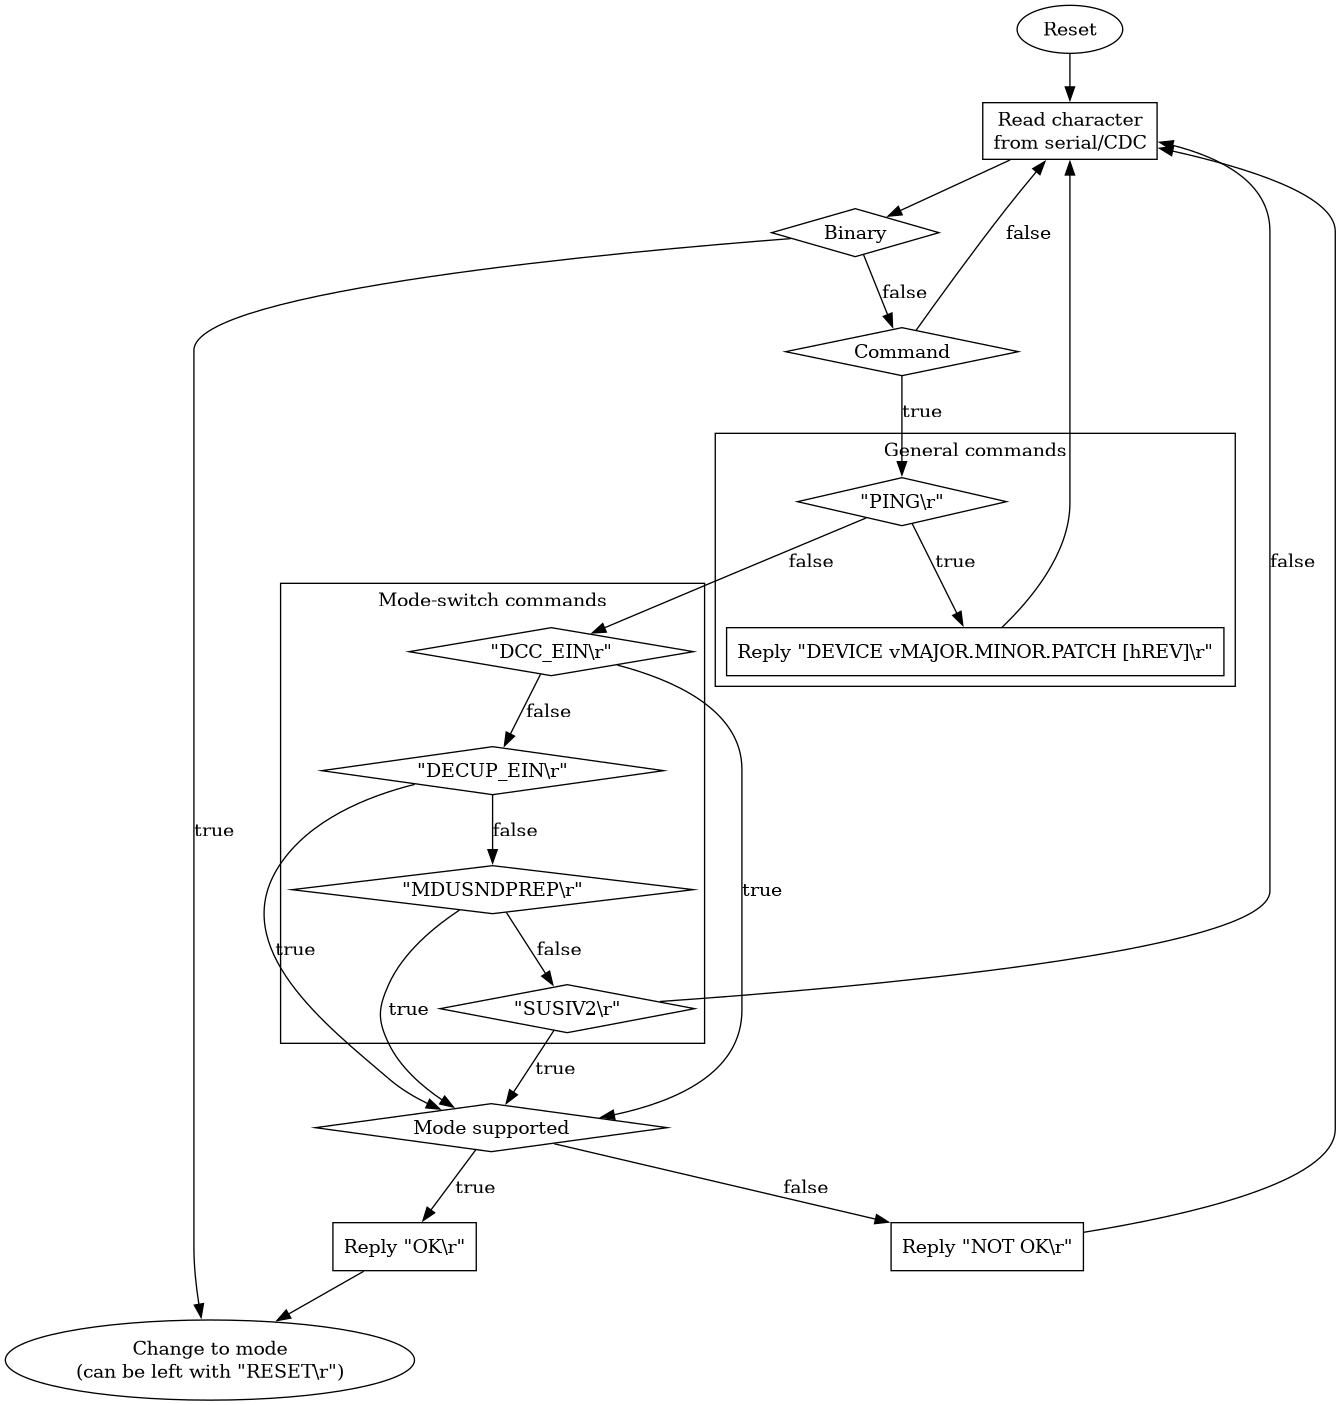 Reset
Read character
from serial/CDC
Binary
false
false
Command
true
General commands
"PING\r"
false
true
false
Mode-switch commands
"DCC_EIN\r"
Reply "DEVICE vMAJOR.MINOR.PATCH [hREV]\r"
false
"DECUP_EIN\r"
true
false
"MDUSNDPREP\r"
true
true
false
true
"SUSIV2\r"
true
Mode supported
true
false
Reply "OK\r"
Reply "NOT OK\r"
Change to mode
(can be left with "RESET\r")